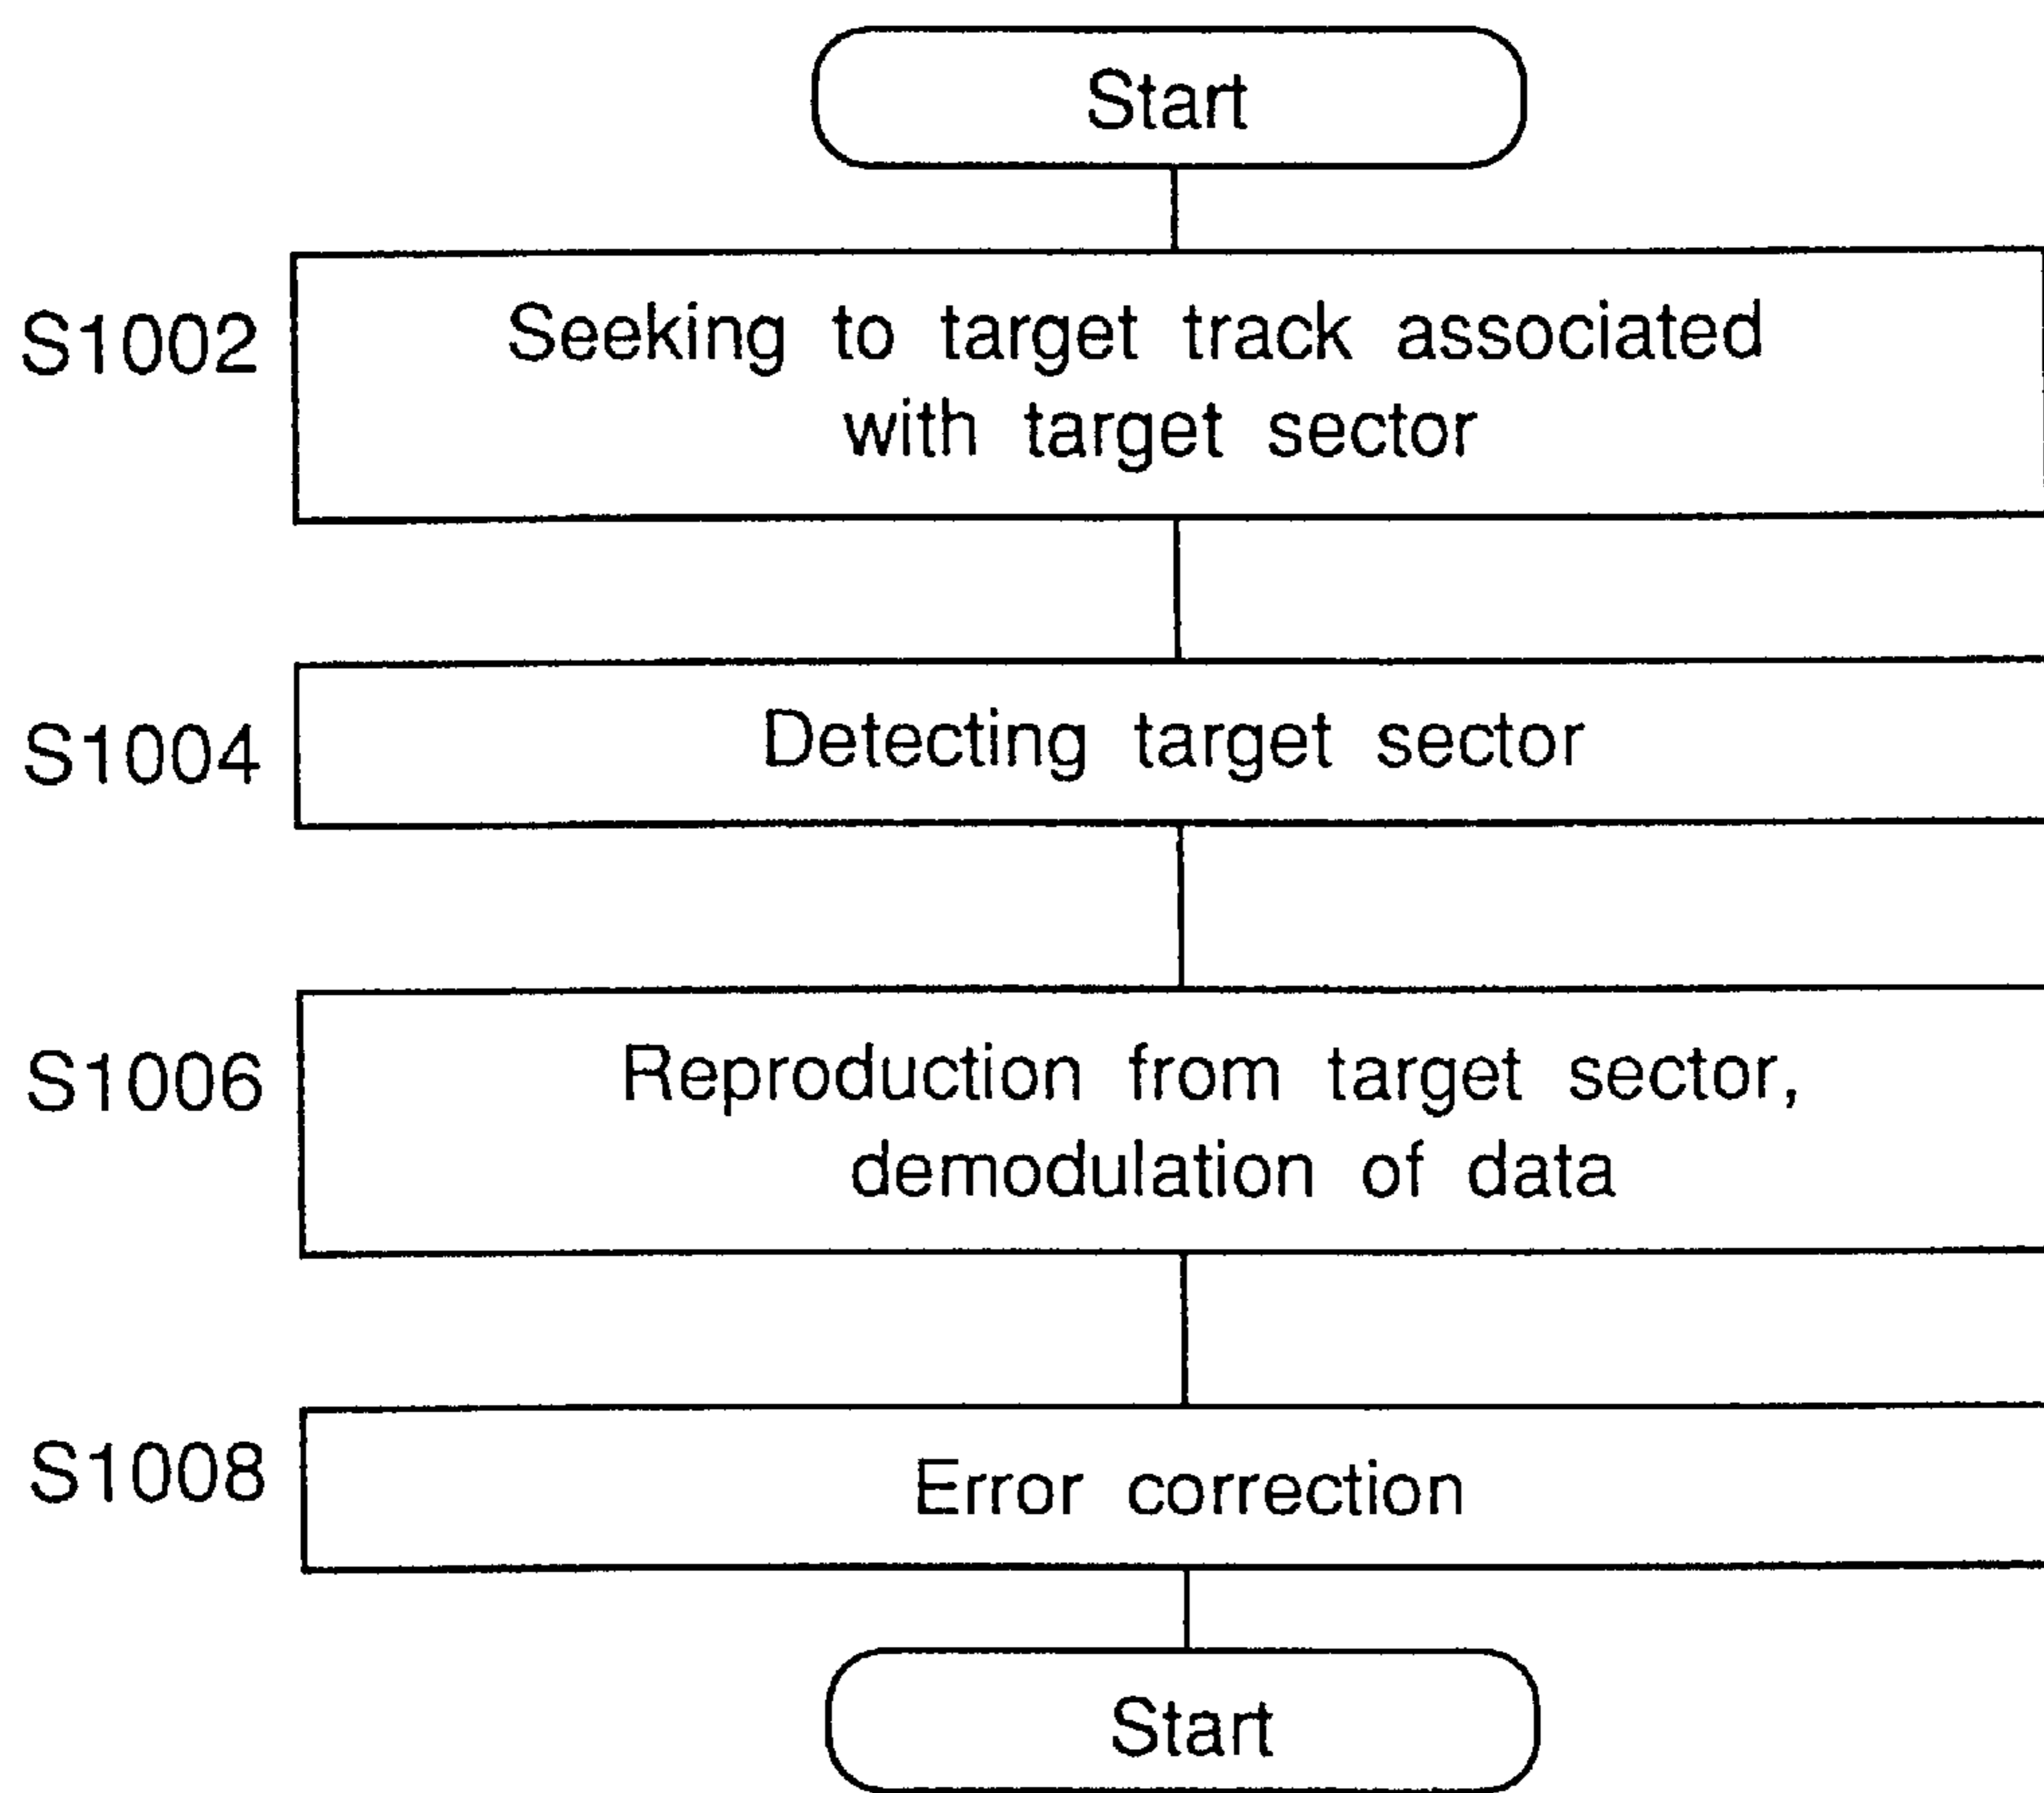 Start
S1002
Seeking to target track associated
with target sector
S1004
Detecting target sector
S1006
Reproduction from target sector,
demodulation of data
S1008
Error correction
Start